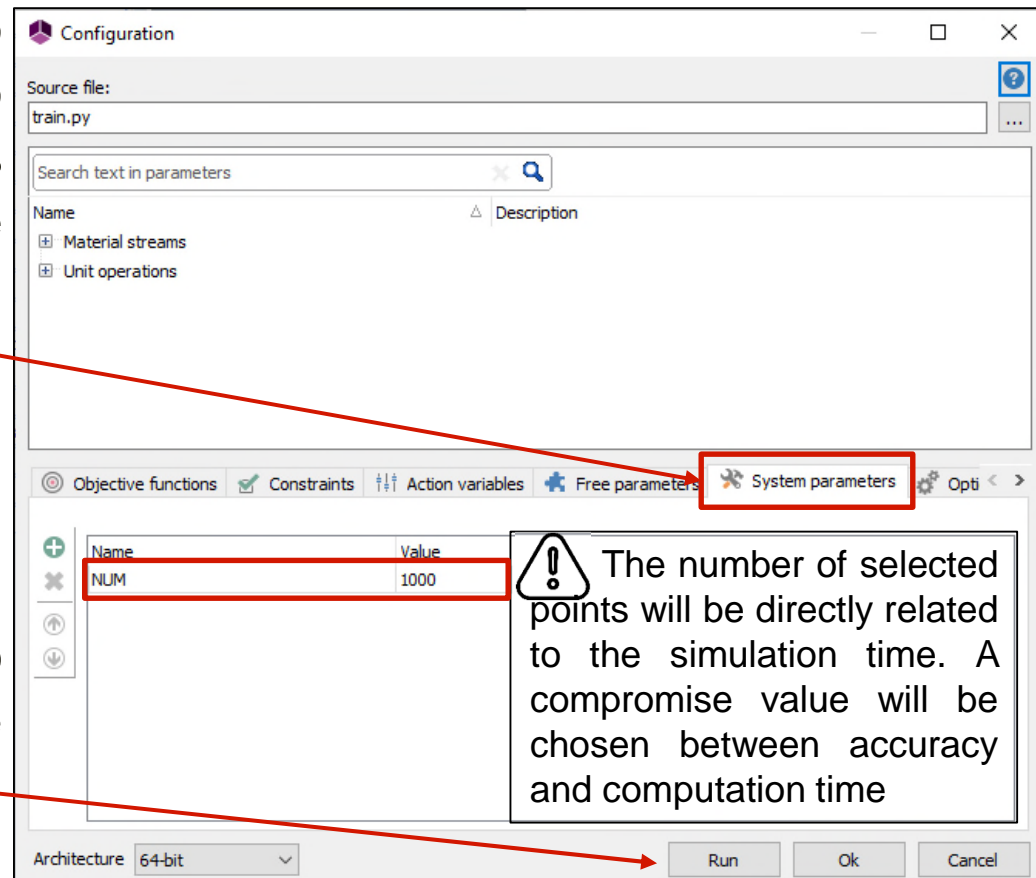 Configuration
Source file:
train.py
...
Search text in parameters
Name Description
Material streams
Unit operations
Objective functions Constraints Action variables Free parameters System parameters Opti
Name Value
NUM 1000
The number of selected
points will be directly related
to the simulation time. A
compromise value will be
chosen between accuracy
and computation time
Architecture 64-bit Run Ok Cancel